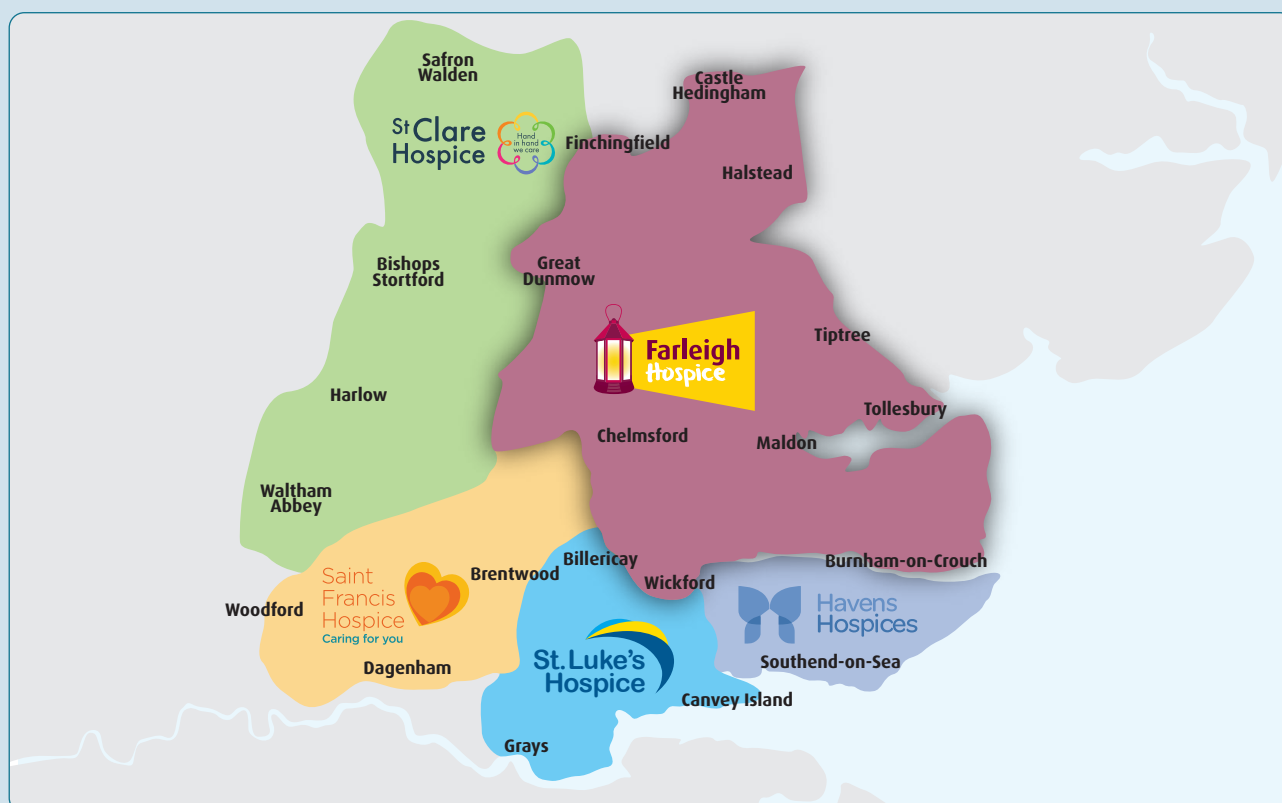 Safron
Walden
Castle
Hedingham
St Clare
Hospice
Hand
in hand
we care
Finchingfield
Halstead
Bishops
Stortford
Great
Dunmow
Farleigh
Hospice
Tiptree
Harlow
Tollesbury
Chelmsford
Maldon
Waltham
Abbey
Billericay
Burnham-on-Crouch
Brentwood
Wickford
Saint
Francis
Hospice
Caring for you
Woodford
Havens
Hospices
Dagenham
St. Luke's
Hospice
Southend-on-Sea
Canvey Island
Grays